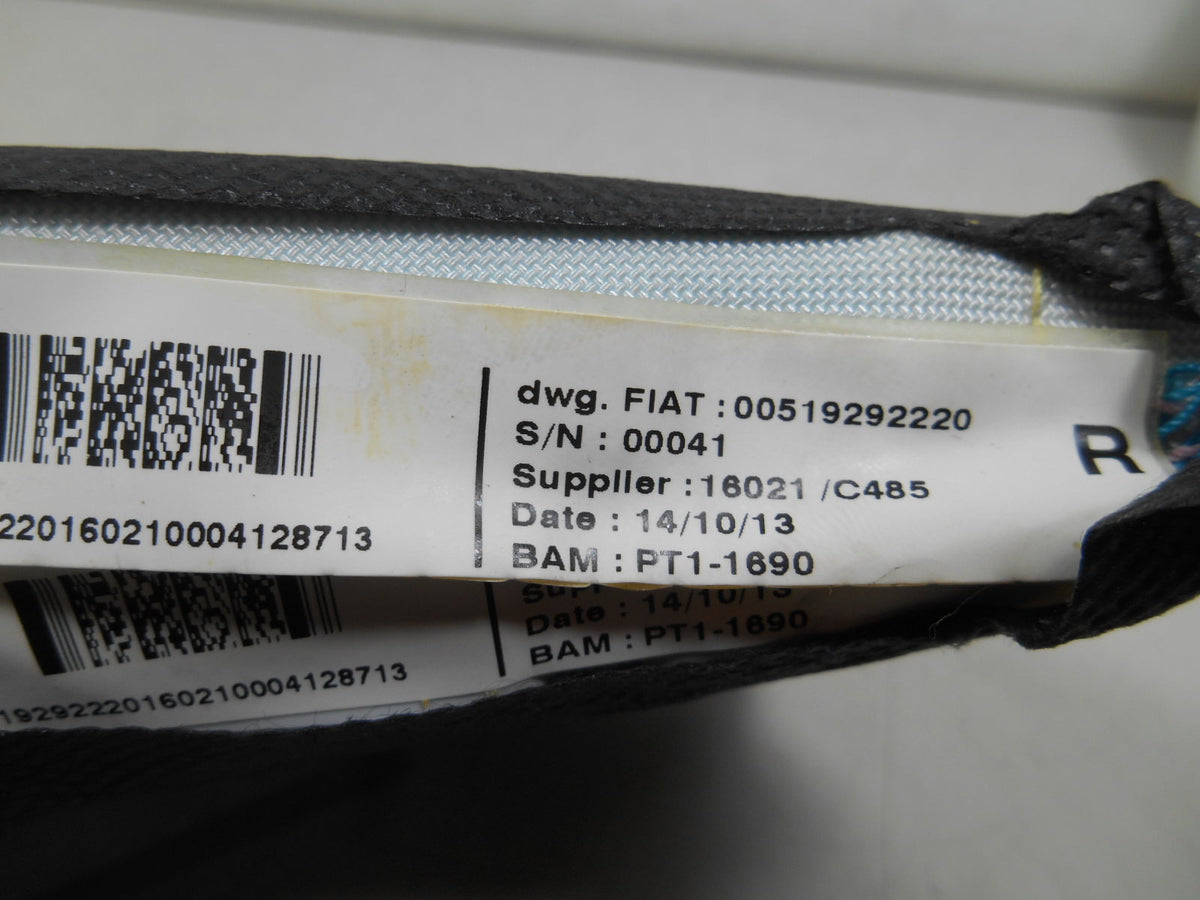 dwg. FIAT : 00519292220
S/N : 00041
Supplier : 16021 /C485
Date : 14/10/13
BAM : PT1-1690
R
220160210004128713
Date : 14/10/13
BAM : PT1-1690
19292220160210004128713